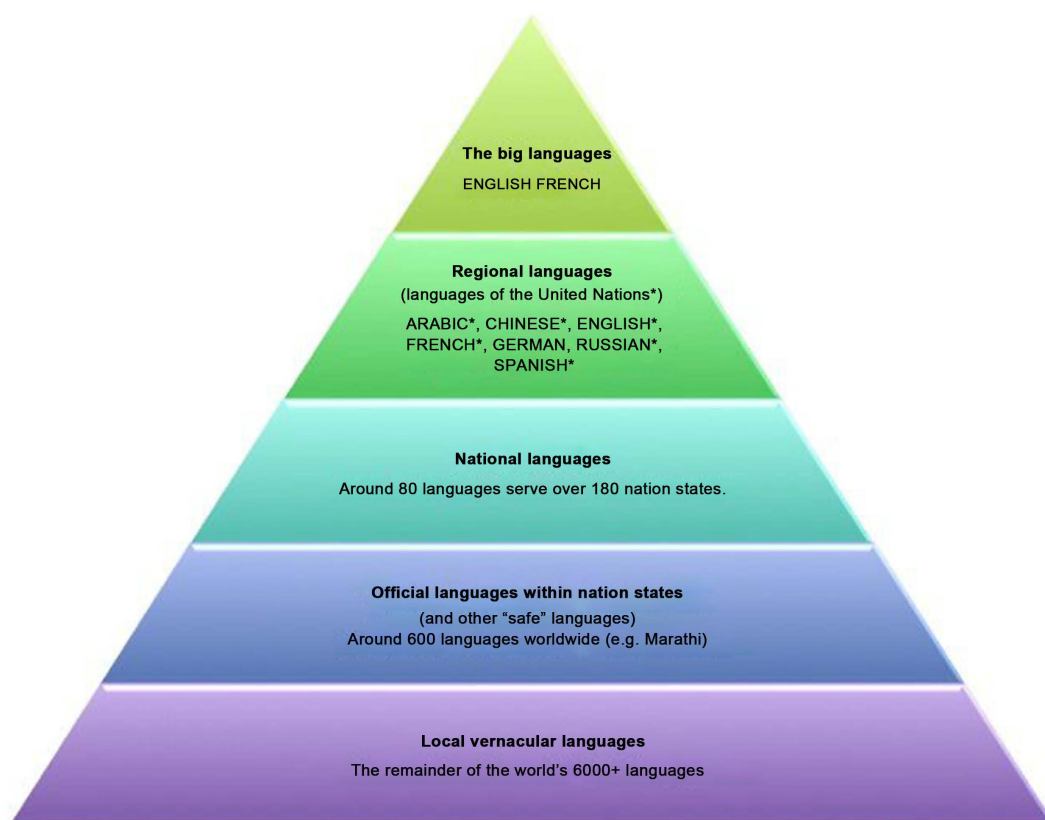 The big languages
ENGLISH FRENCH
Regional languages
(languages of the United Nations*)
ARABIC*, CHINESE*, ENGLISH*,
FRENCH*, GERMAN, RUSSIAN*,
SPANISH*
National languages
Around 80 languages serve over 180 nation states.
Official languages within nation states
(and other “safe” languages)
Around 600 languages worldwide (e.g. Marathi)
Local vernacular languages
The remainder of the world’s 6000+ languages